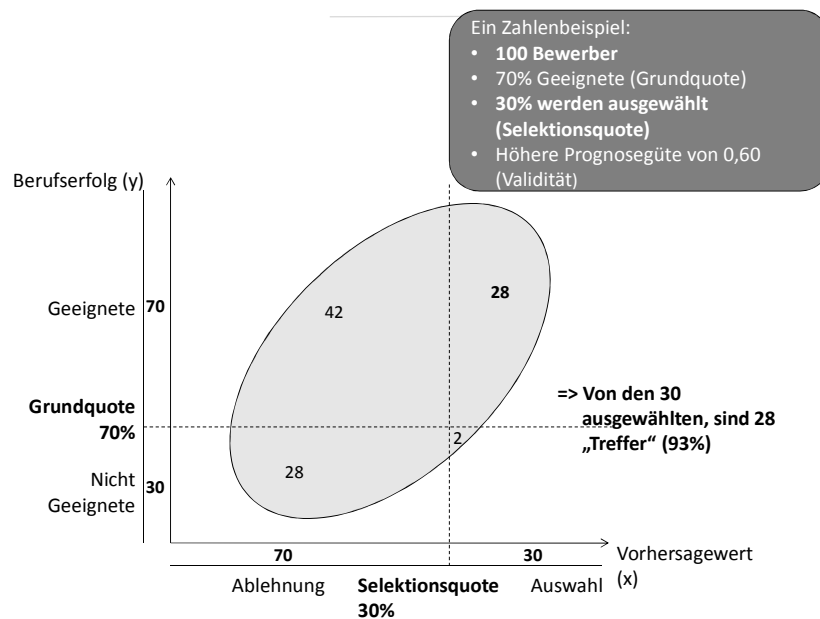 Ein Zahlenbeispiel:
• 100 Bewerber
• 70% Geeignete (Grundquote)
• 30% werden ausgewählt
(Selektionsquote)
• Höhere Prognosegüte von 0,60
(Validität)
Berufserfolg (y)
Geeignete
70
42
28
Grundquote
70%
=> Von den 30
ausgewählten, sind 28
„Treffer“ (93%)
2
Nicht
Geeignete
30
28
70
30
Vorhersagewert
(x)
Ablehnung
Selektionsquote
30%
Auswahl